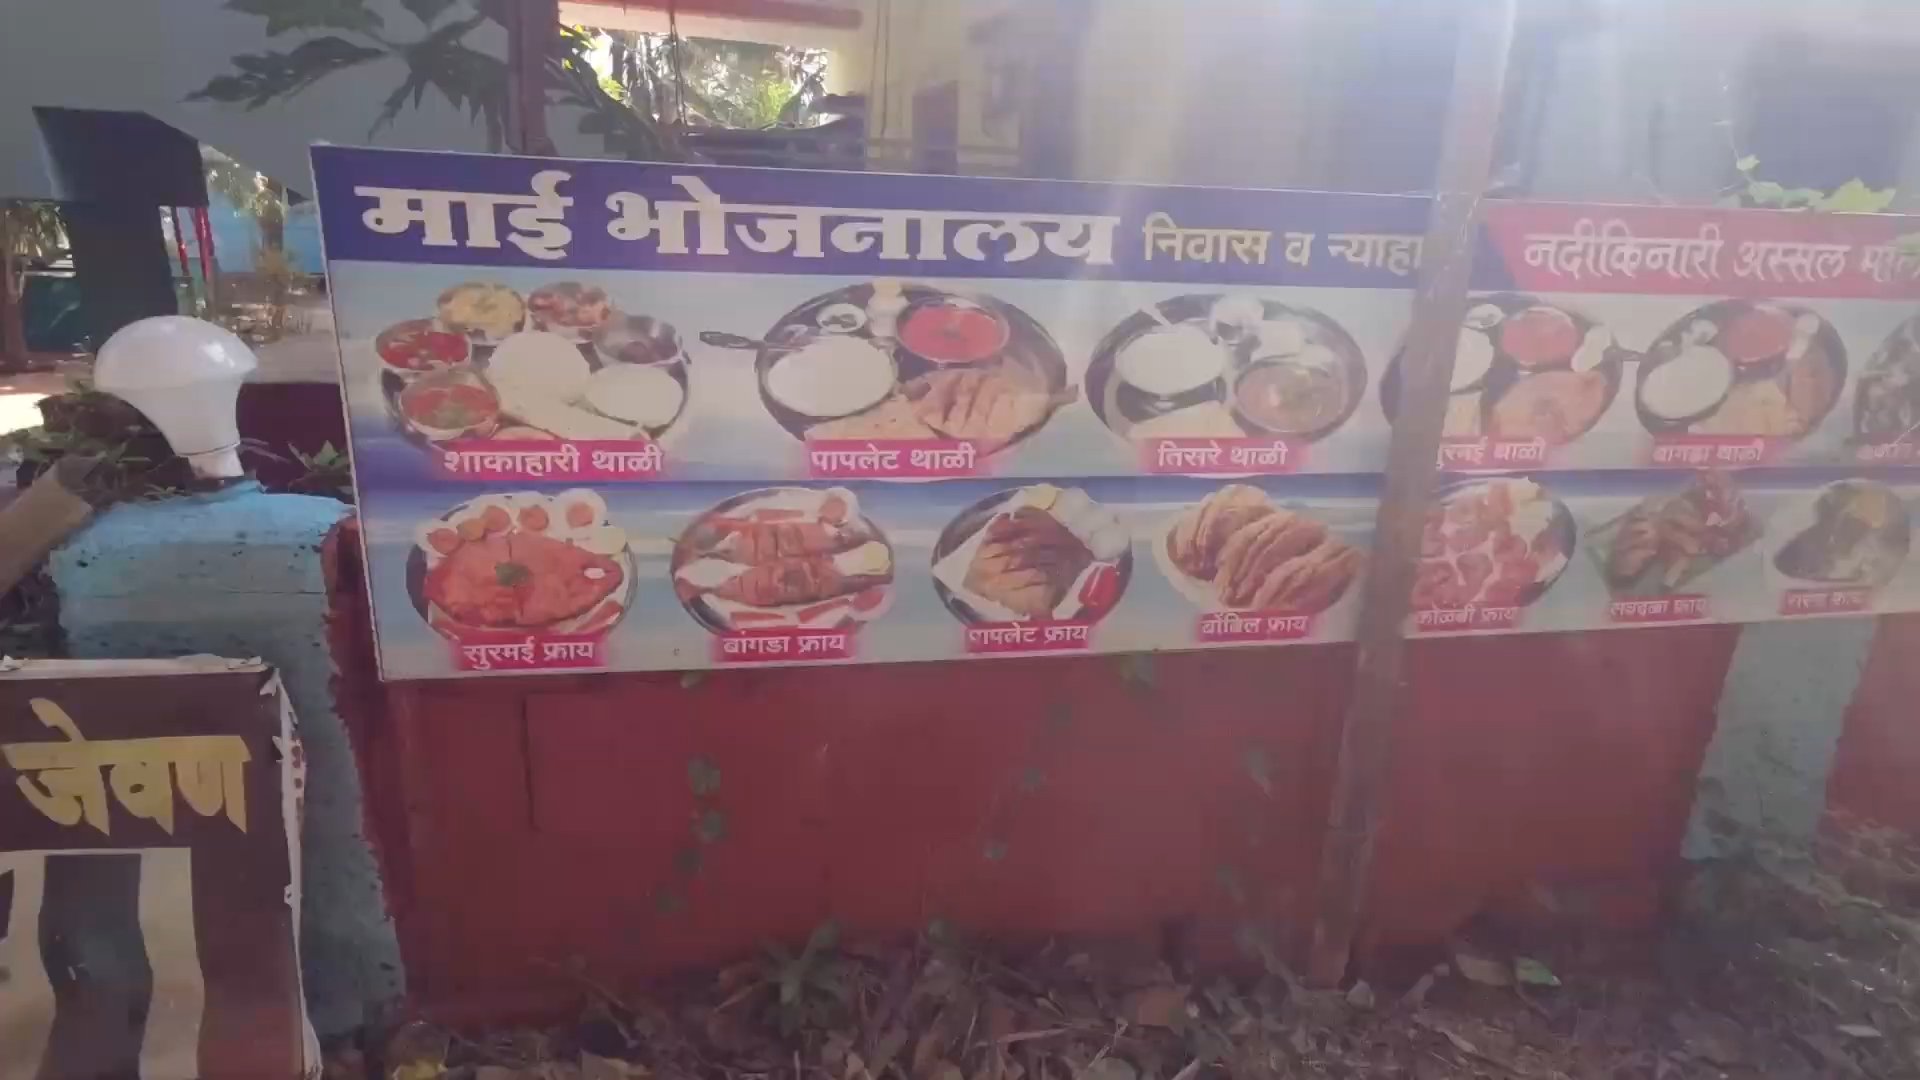 माई भोजनालय निवास व न्याहा
नदीकिनारी अस्सल
शाकाहारी थाळी
पापलेट थाळी
तिसरे थाळी
सुरमई थाळी
बांगडा थाळी
सुरमई फ्राय
बांगडा फ्राय
पापलेट फ्राय
बोंबिल फ्राय
कोळंबी फ्राय
जेवण